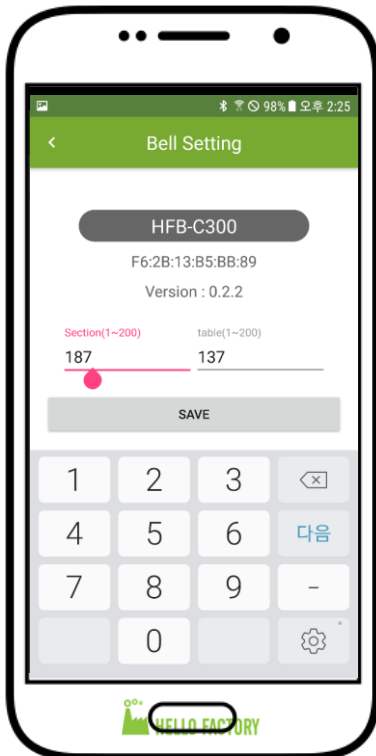 98% 오후 2:25
Bell Setting
HFB-C300
F6:2B:13:B5:BB:89
Version : 0.2.2
Section(1~200) table(1~200)
187 137
SAVE
1 2 3
4 5 6 다음
7 8 9 -
0
HELLO FACTORY